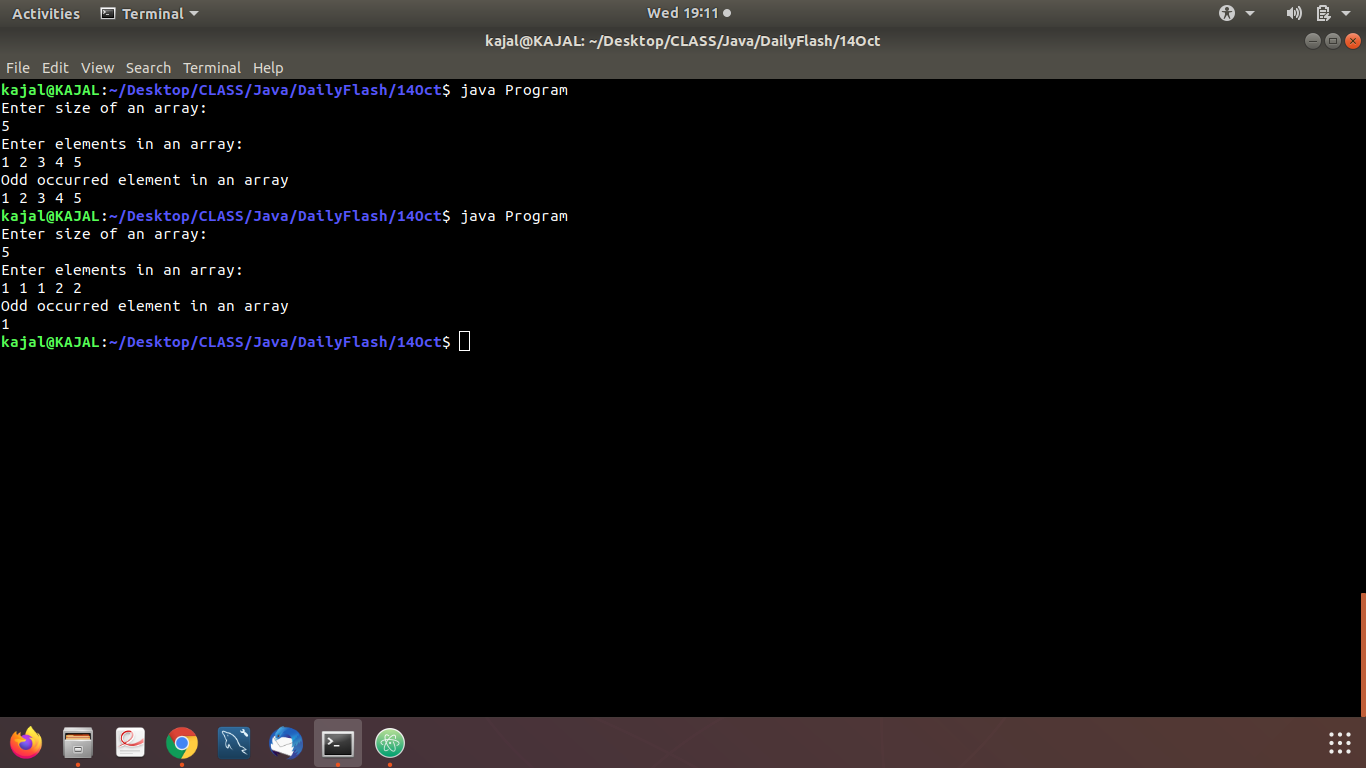 Activities Terminal Wed 19:11
kajal@KAJAL: ~/Desktop/CLASS/Java/DailyFlash/14Oct
File Edit View Search Terminal Help
kajal@KAJAL:~/Desktop/CLASS/Java/DailyFlash/14Oct$ java Program
Enter size of an array:
5
Enter elements in an array:
1 2 3 4 5
Odd occurred element in an array
1 2 3 4 5
kajal@KAJAL:~/Desktop/CLASS/Java/DailyFlash/14Oct$ java Program
Enter size of an array:
5
Enter elements in an array:
1 1 1 2 2
Odd occurred element in an array
1
kajal@KAJAL:~/Desktop/CLASS/Java/DailyFlash/14Oct$